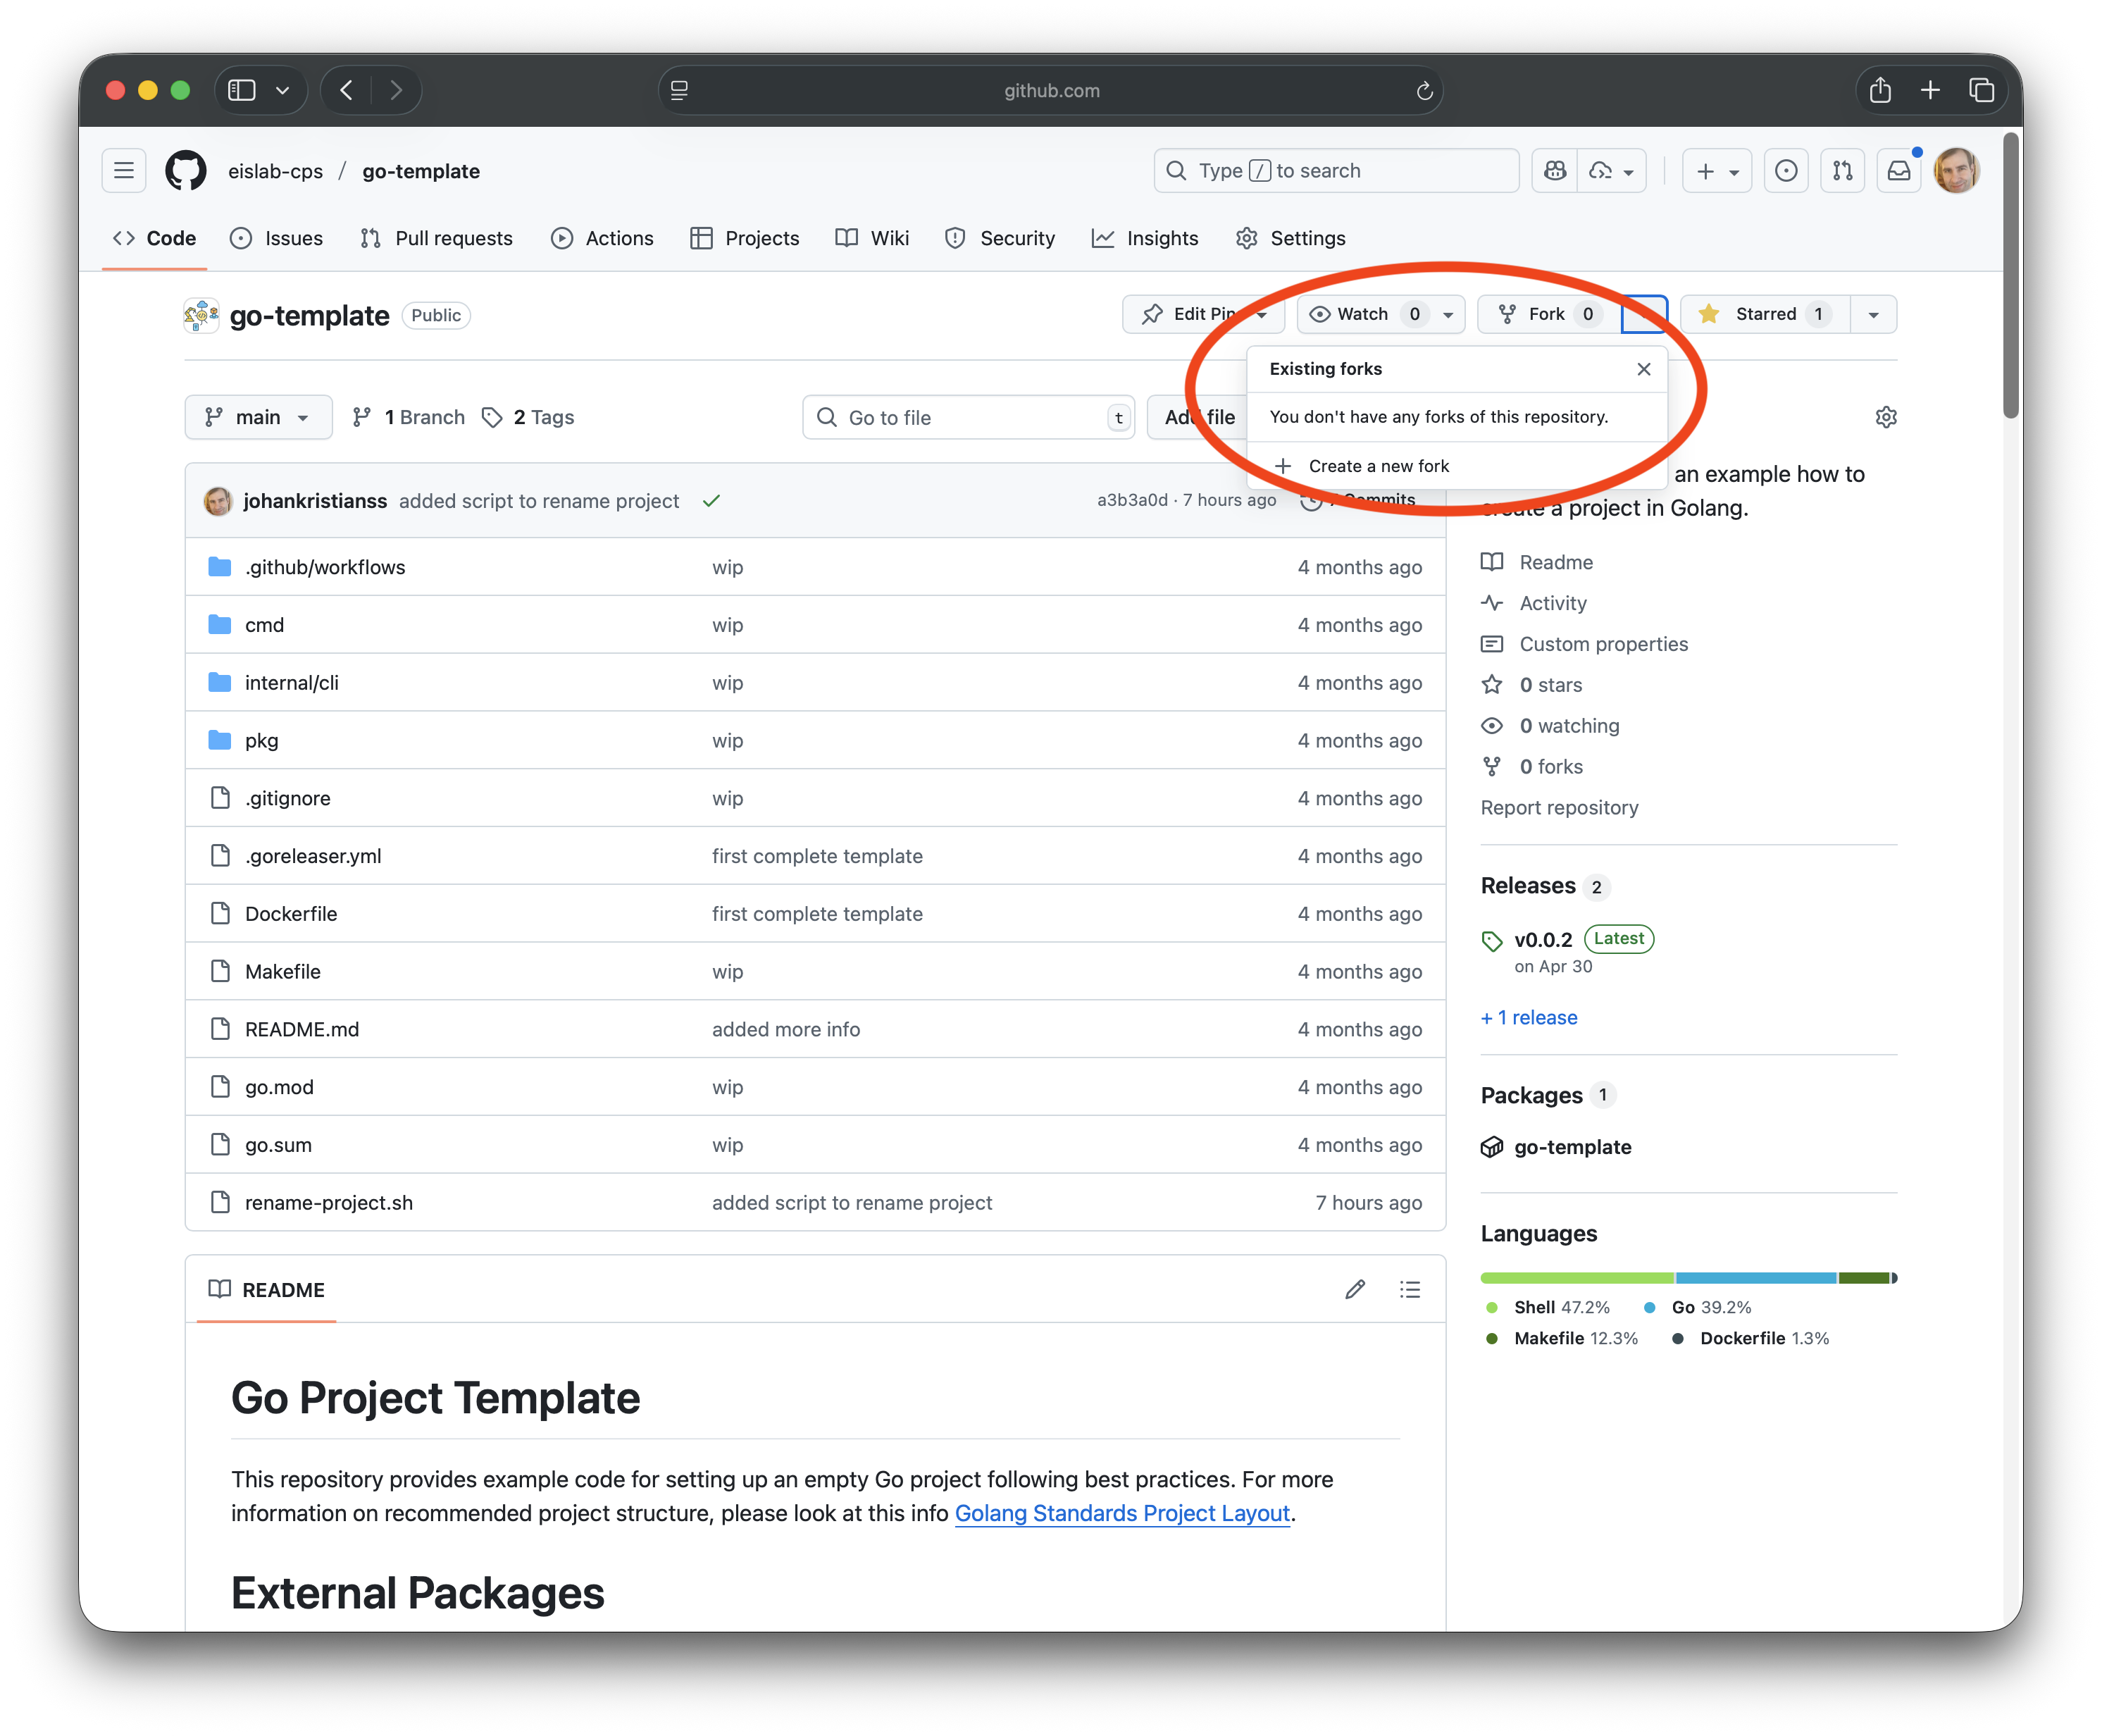 github.com
eislab-cps / go-template
Type / to search
Code Issues Pull requests Actions Projects Wiki Security Insights Settings
go-template Public
Edit Pin Watch 0 Fork 0 Starred 1
Existing forks
You don't have any forks of this repository.
Create a new fork
main 1 Branch 2 Tags Go to file t Add file
an example how to
create a project in Golang.
johankristianss added script to rename project a3b3a0d · 7 hours ago Commits
.github/workflows wip 4 months ago
cmd wip 4 months ago
internal/cli wip 4 months ago
pkg wip 4 months ago
.gitignore wip 4 months ago
.goreleaser.yml first complete template 4 months ago
Dockerfile first complete template 4 months ago
Makefile wip 4 months ago
README.md added more info 4 months ago
go.mod wip 4 months ago
go.sum wip 4 months ago
rename-project.sh added script to rename project 7 hours ago
Readme
Activity
Custom properties
0 stars
0 watching
0 forks
Report repository
Releases 2
v0.0.2 Latest
on Apr 30
+ 1 release
Packages 1
go-template
Languages
Shell 47.2% Go 39.2%
Makefile 12.3% Dockerfile 1.3%
README
Go Project Template
This repository provides example code for setting up an empty Go project following best practices. For more
information on recommended project structure, please look at this info Golang Standards Project Layout.
External Packages